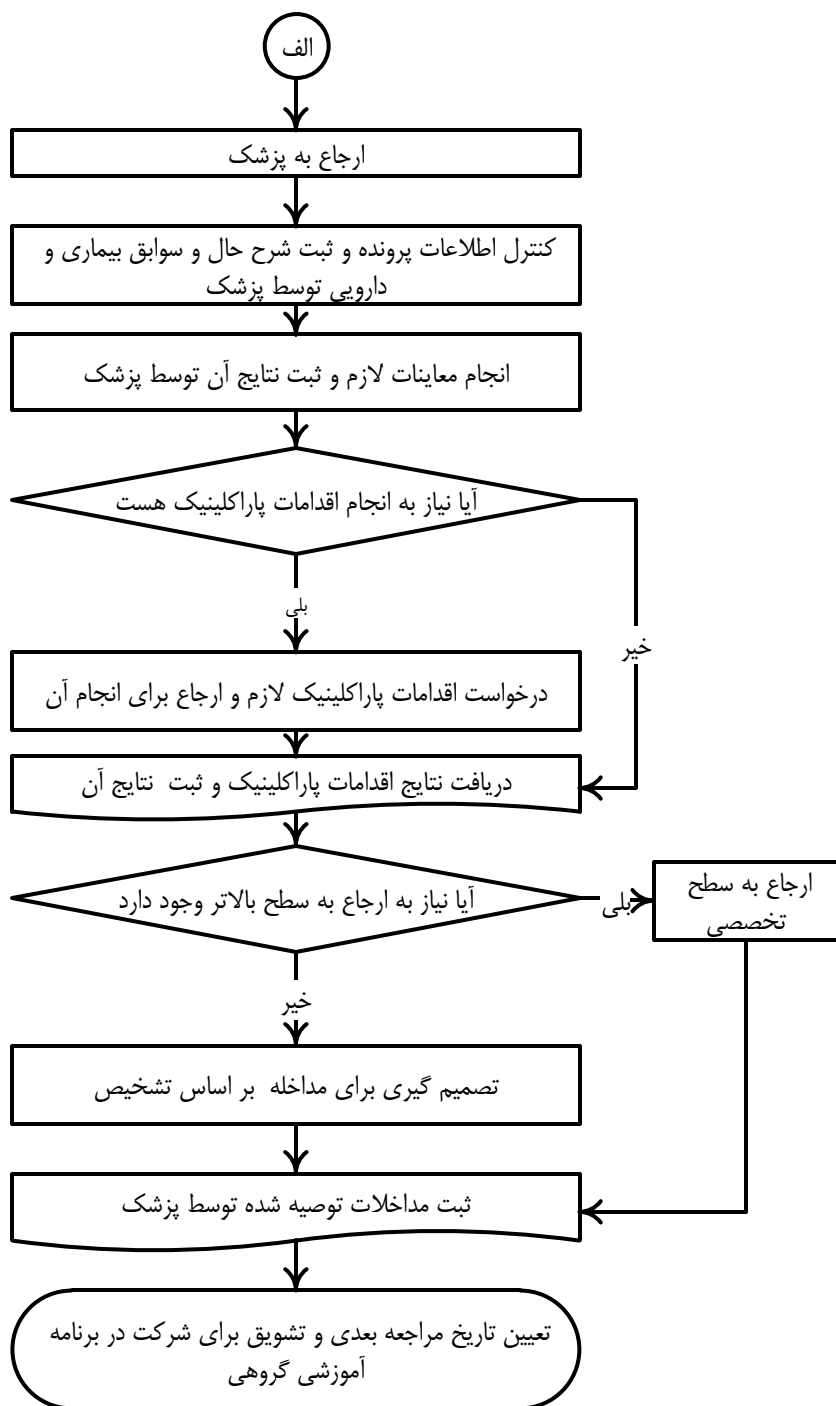 الف
ارجاع به پزشک
کنترل اطلاعات پرونده و ثبت شرح حال و سوابق بیماری و
دارویی توسط پزشک
انجام معاینات لازم و ثبت نتایج آن توسط پزشک
آیا نیاز به انجام اقدامات پاراکلینیک هست
بلی
خیر
درخواست اقدامات پاراکلینیک لازم و ارجاع برای انجام آن
دریافت نتایج اقدامات پاراکلینیک و ثبت نتایج آن
آیا نیاز به ارجاع به سطح بالاتر وجود دارد
بلی
ارجاع به سطح
تخصصی
خیر
تصمیم گیری برای مداخله بر اساس تشخیص
ثبت مداخلات توصیه شده توسط پزشک
تعیین تاریخ مراجعه بعدی و تشویق برای شرکت در برنامه
آموزشی گروهی